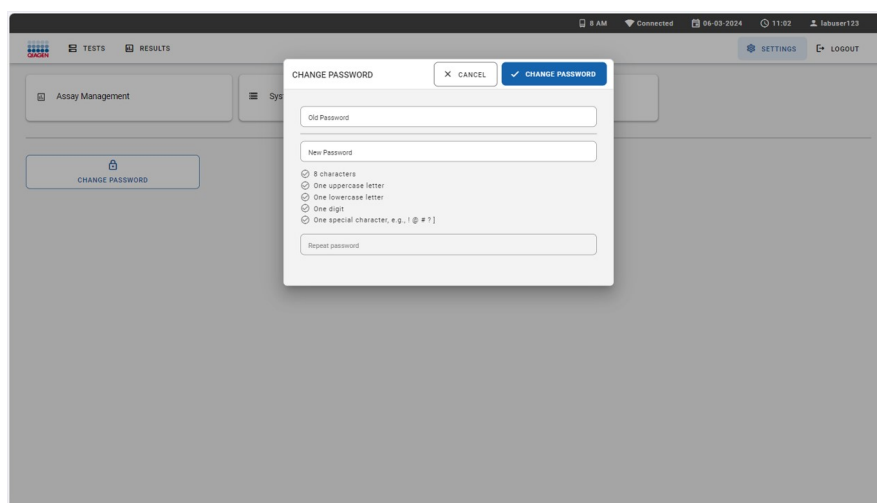 8 AM Connected 06-03-2024 11:02 labuser123
QIAGEN TESTS RESULTS SETTINGS LOGOUT
CHANGE PASSWORD CANCEL CHANGE PASSWORD
Assay Management Sys
Old Password
New Password
CHANGE PASSWORD
8 characters
One uppercase letter
One lowercase letter
One digit
One special character, e.g., ! @ # ? ]
Repeat password